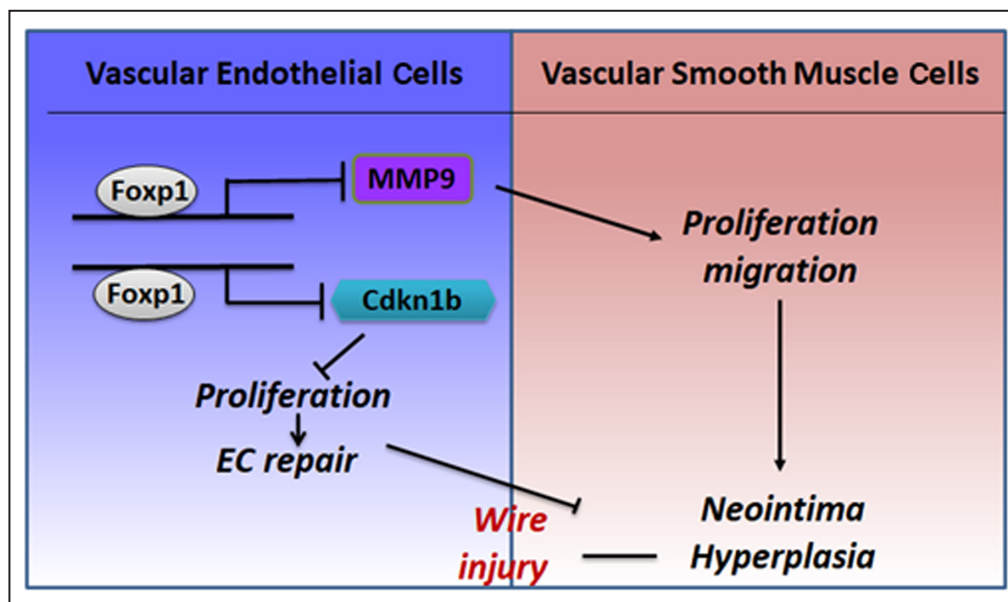 Vascular Endothelial Cells
Vascular Smooth Muscle Cells
Foxp1
MMP9
Proliferation
migration
Foxp1
Cdkn1b
Proliferation
EC repair
Wire
injury
Neointima
Hyperplasia